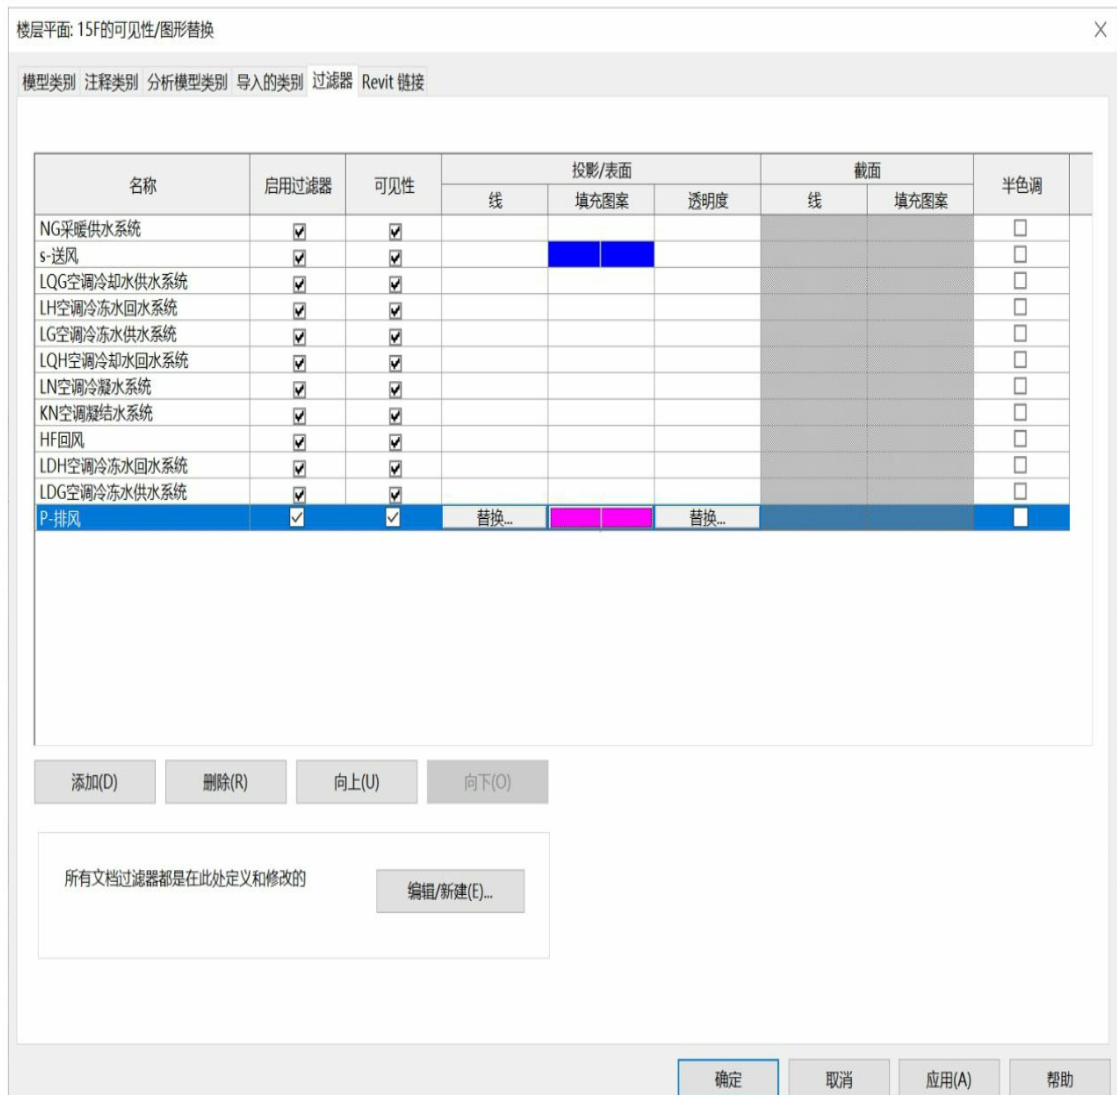 楼层平面: 15F的可见性/图形替换
模型类别 注释类别 分析模型类别 导入的类别 过滤器 Revit 链接
名称 启用过滤器 可见性 投影/表面 截面 半色调
线 填充图案 透明度 线 填充图案
NG采暖供水系统
s-送风
LQG空调冷却水供水系统
LH空调冷冻水回水系统
LG空调冷冻水供水系统
LQH空调冷却水回水系统
LN空调冷凝水系统
KN空调凝结水系统
HF回风
LDH空调冷冻水回水系统
LDG空调冷冻水供水系统
P-排风 替换... 替换...
添加(D) 删除(R) 向上(U) 向下(O)
所有文档过滤器都是在此处定义和修改的
编辑/新建(E)...
确定 取消 应用(A) 帮助